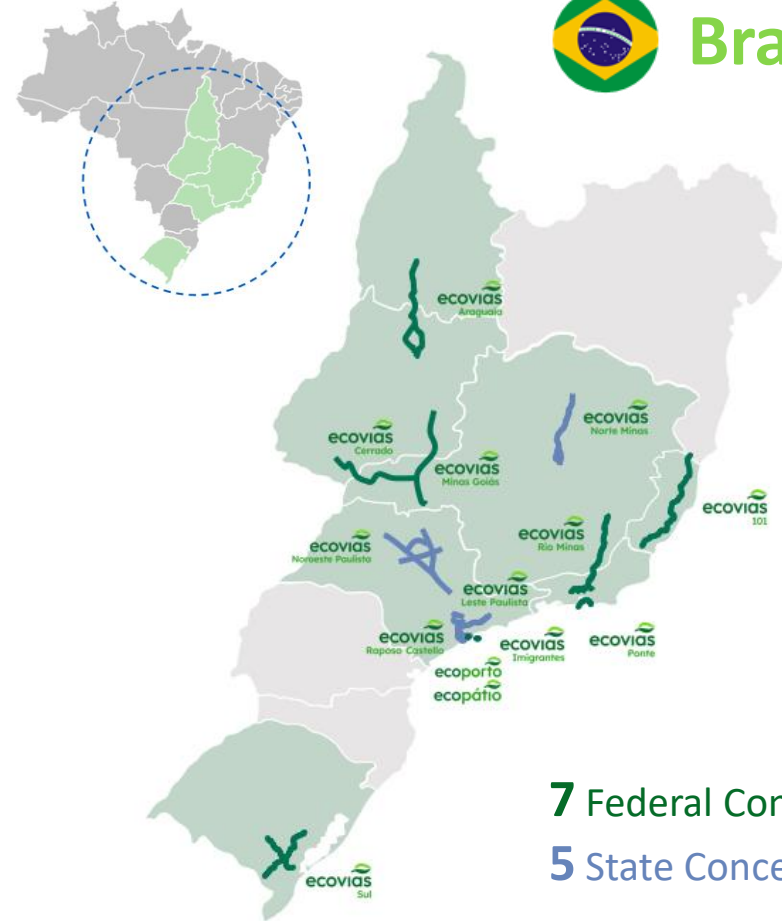 Bra
ecovias
Araguaia
ecovias
Norte Minas
ecovias
Cerrado
ecovias
Minas Goiás
ecovias
101
ecovias
Rio Minas
ecovias
Noroeste Paulista
ecovias
Leste Paulista
ecovias
Raposo Castello
ecovias
Imigrantes
ecovias
Ponte
ecoporto
ecopátio
7 Federal Con
5 State Conce
ecovias
Sul